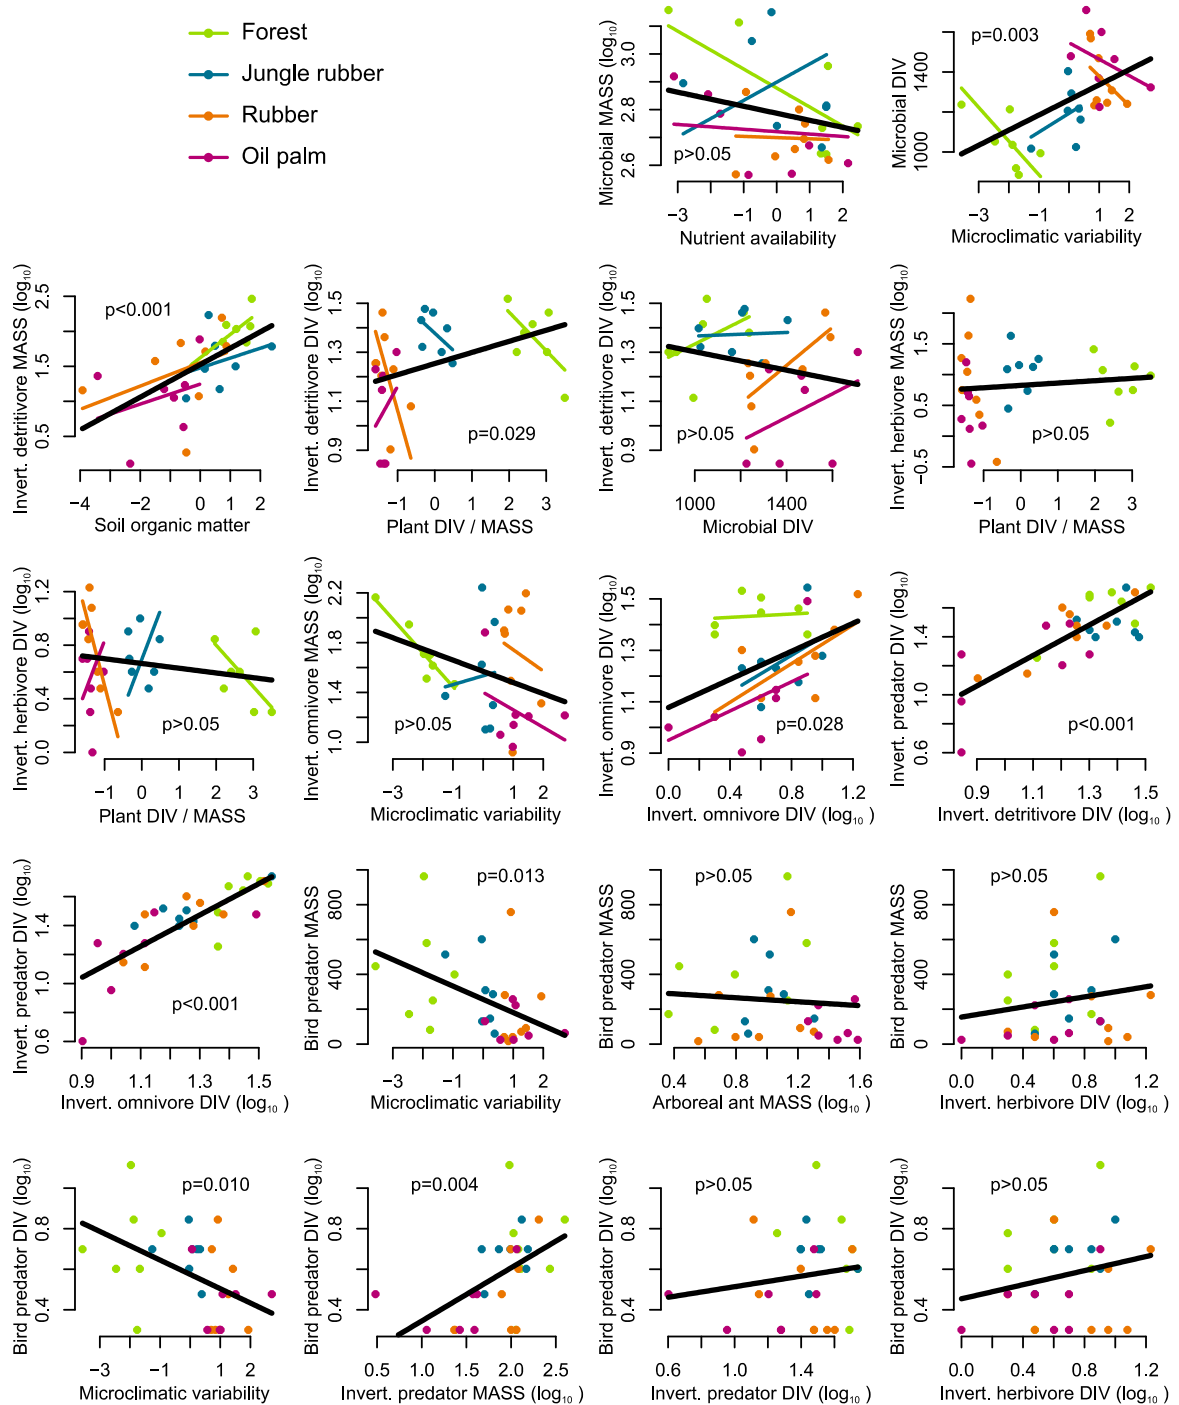 Forest
Jungle rubber
Rubber
Oil palm
Microbial MASS (log₁₀)
2.6 2.8 3.0
p>0.05
−3 −1 0 1 2
Nutrient availability
Microbial DIV
1000 1400
p=0.003
−3 −1 0 1 2
Microclimatic variability
Invert. detritivore MASS (log₁₀)
0.5 1.5 2.5
p<0.001
−4 −2 0 1 2
Soil organic matter
Invert. detritivore DIV (log₁₀)
0.9 1.1 1.3 1.5
p=0.029
−1 0 1 2 3
Plant DIV / MASS
Invert. detritivore DIV (log₁₀)
0.9 1.1 1.3 1.5
p>0.05
1000 1400
Microbial DIV
Invert. herbivore MASS (log₁₀)
−0.5 0.5 1.5
p>0.05
−1 0 1 2 3
Plant DIV / MASS
Invert. herbivore DIV (log₁₀)
0.0 0.4 0.8 1.2
p>0.05
−1 0 1 2 3
Plant DIV / MASS
Invert. omnivore MASS (log₁₀)
1.0 1.4 1.8 2.2
p>0.05
−3 −1 0 1 2
Microclimatic variability
Invert. omnivore DIV (log₁₀)
0.9 1.1 1.3 1.5
p=0.028
0.0 0.4 0.8 1.2
Invert. omnivore DIV (log₁₀ )
Invert. predator DIV (log₁₀)
0.6 1.0 1.4
p<0.001
0.9 1.1 1.3 1.5
Invert. detritivore DIV (log₁₀ )
Invert. predator DIV (log₁₀)
0.6 1.0 1.4
p<0.001
0.9 1.1 1.3 1.5
Invert. omnivore DIV (log₁₀ )
Bird predator MASS
0 400 800
p=0.013
−3 −1 0 1 2
Microclimatic variability
Bird predator MASS
0 400 800
p>0.05
0.4 0.8 1.2 1.6
Arboreal ant MASS (log₁₀ )
Bird predator MASS
0 400 800
p>0.05
0.0 0.4 0.8 1.2
Invert. herbivore DIV (log₁₀ )
Bird predator DIV (log₁₀)
0.4 0.8
p=0.010
−3 −1 0 1 2
Microclimatic variability
Bird predator DIV (log₁₀)
0.4 0.8
p=0.004
0.5 1.0 1.5 2.0 2.5
Invert. predator MASS (log₁₀ )
Bird predator DIV (log₁₀)
0.4 0.8
p>0.05
0.6 1.0 1.4
Invert. predator DIV (log₁₀ )
Bird predator DIV (log₁₀)
0.4 0.8
p>0.05
0.0 0.4 0.8 1.2
Invert. herbivore DIV (log₁₀ )